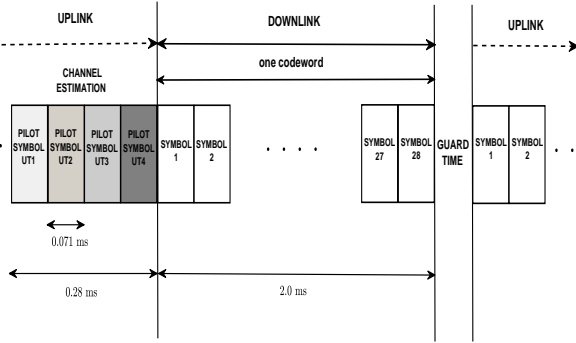 UPLINK
DOWNLINK
UPLINK
one codeword
CHANNEL
ESTIMATION
PILOT
SYMBOL
UT1
PILOT
SYMBOL
UT2
PILOT
SYMBOL
UT3
PILOT
SYMBOL
UT4
SYMBOL
1
SYMBOL
2
SYMBOL
27
SYMBOL
28
GUARD
TIME
SYMBOL
1
SYMBOL
2
0.071 ms
0.28 ms
2.0 ms